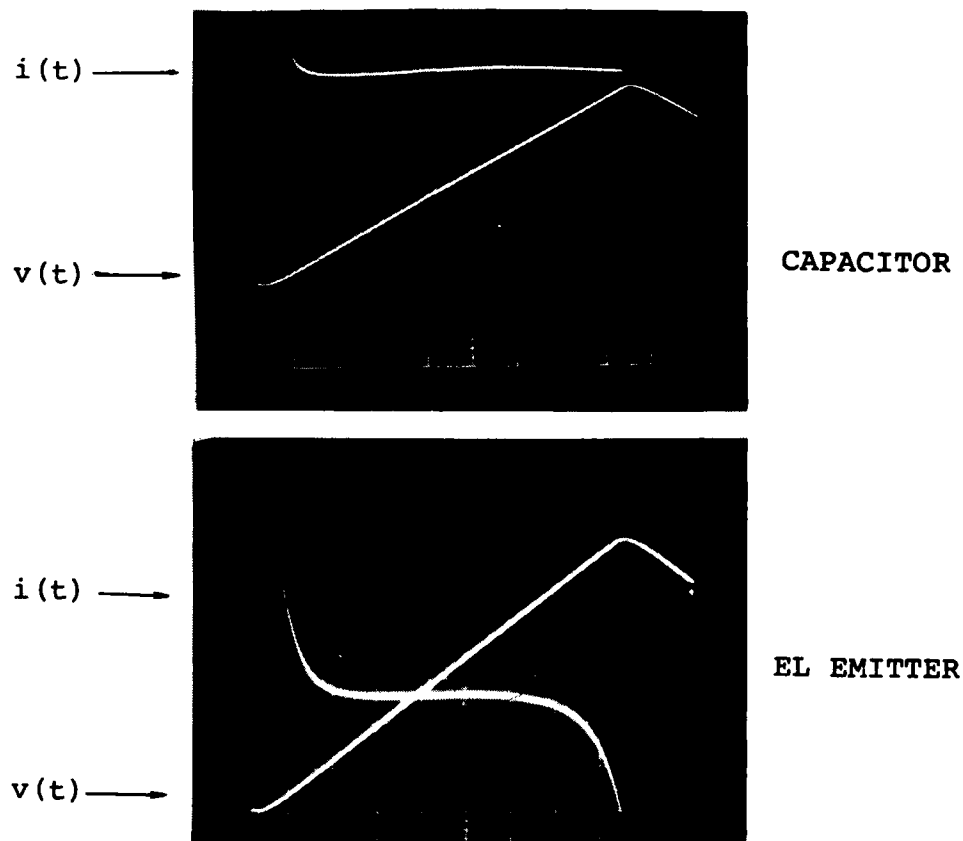 i(t)
v(t)
CAPACITOR
i(t)
EL EMITTER
v(t)